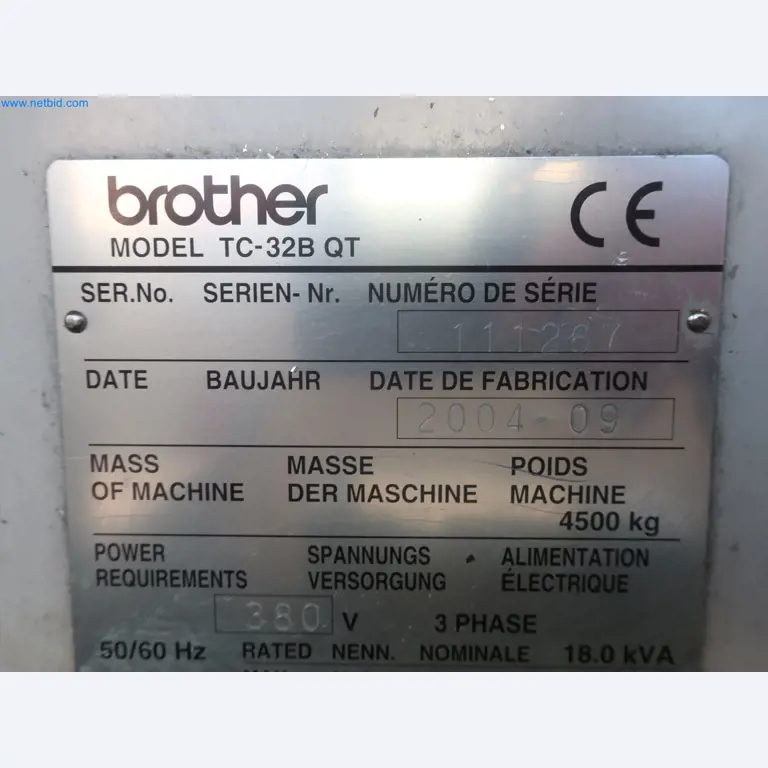 www.netbid.com
brother
CE
MODEL TC-32B QT
SER.No. SERIEN- Nr. NUMÉRO DE SÉRIE
111267
DATE BAUJAHR DATE DE FABRICATION
2004-09
MASS MASSE POIDS
OF MACHINE DER MASCHINE MACHINE
4500 kg
POWER SPANNUNGS ALIMENTATION
REQUIREMENTS VERSORGUNG ÉLECTRIQUE
380 V 3 PHASE
50/60 Hz RATED NENN. NOMINALE 18.0 kVA